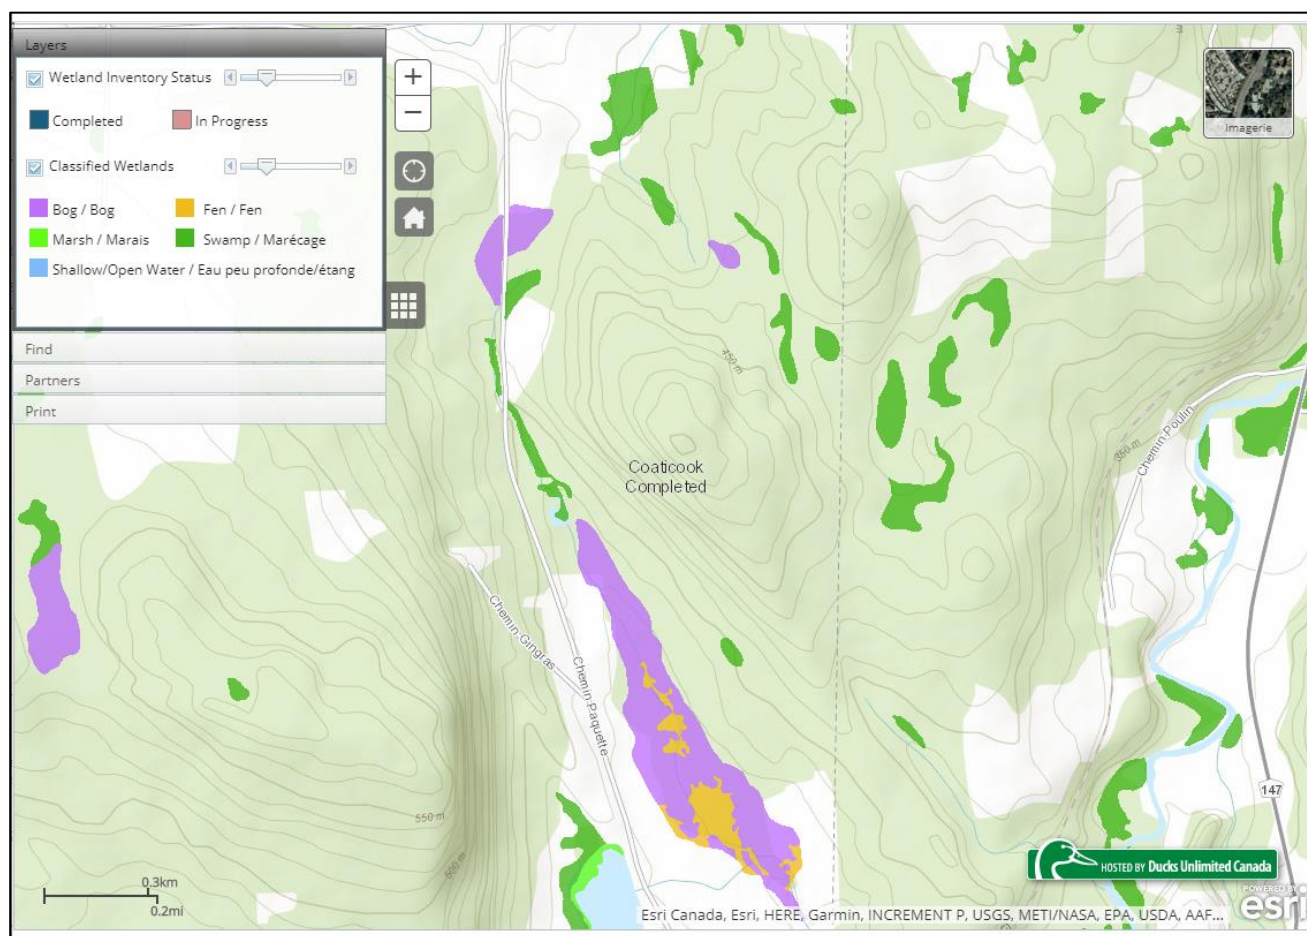 Layers
Wetland Inventory Status
Completed
In Progress
Classified Wetlands
Bog / Bog
Fen / Fen
Marsh / Marais
Swamp / Marécage
Shallow/Open Water / Eau peu profonde/étang
Find
Partners
Print
+
−
Imagerie
450 m
Coaticook
Completed
350 m
Chemin Poulin
Chemin Gingras
Chemin Paquette
550 m
600 m
147
0.3km
0.2mi
HOSTED BY Ducks Unlimited Canada
POWERED BY
esri
Esri Canada, Esri, HERE, Garmin, INCREMENT P, USGS, METI/NASA, EPA, USDA, AAF...